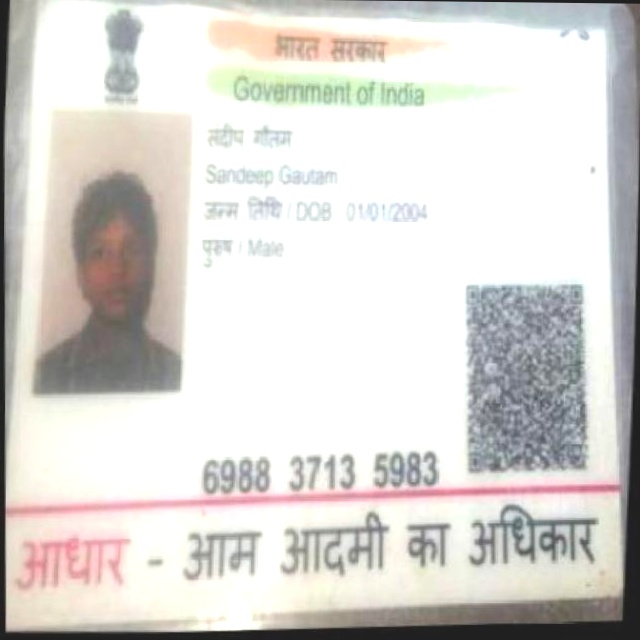 भारत सरकार
Government of India
संदीप गौतम
Sandeep Gautam
जन्म तिथि / DOB 01/01/2004
पुरुष / Male
6988 3713 5983
आधार - आम आदमी का अधिकार